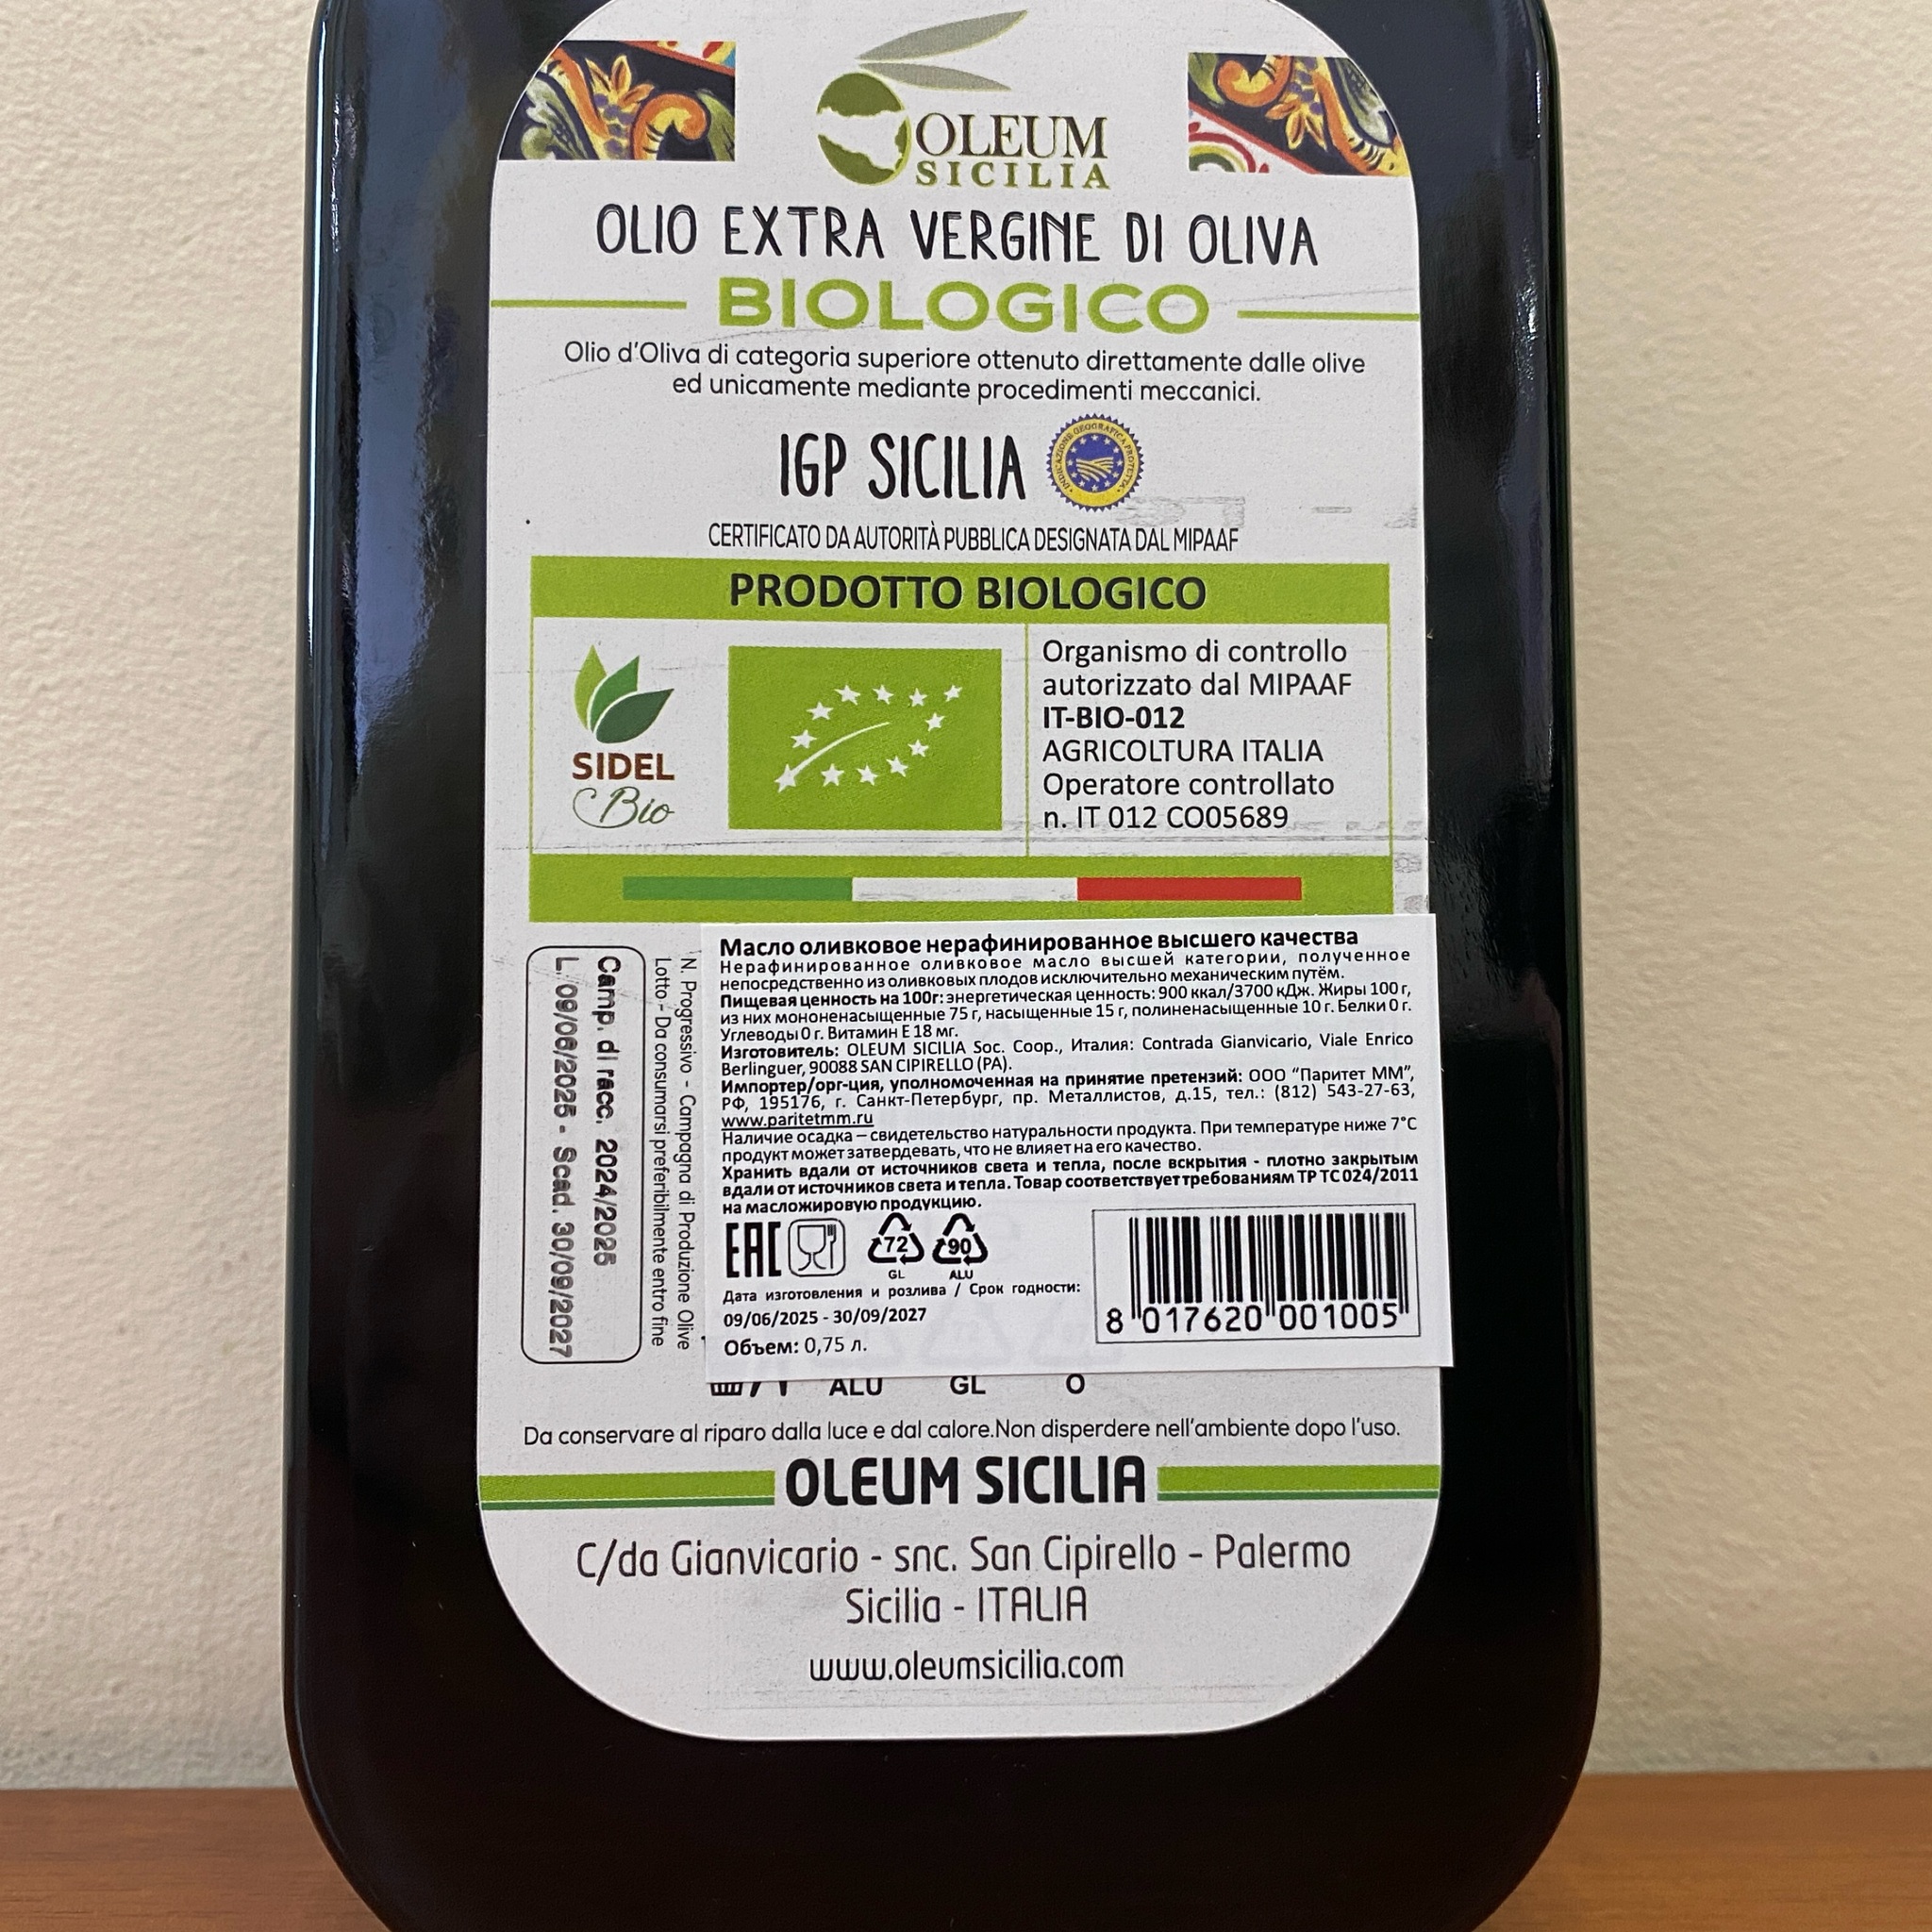 OLEUM
SICILIA
OLIO EXTRA VERGINE DI OLIVA
BIOLOGICO
Olio d'Oliva di categoria superiore ottenuto direttamente dalle olive
ed unicamente mediante procedimenti meccanici.
IGP SICILIA
INDICAZIONE GEOGRAFICA PROTETTA
CERTIFICATO DA AUTORITÀ PUBBLICA DESIGNATA DAL MIPAAF
PRODOTTO BIOLOGICO
SIDEL
Bio
Organismo di controllo
autorizzato dal MIPAAF
IT-BIO-012
AGRICOLTURA ITALIA
Operatore controllato
n. IT 012 CO05689
N. Progressivo - Campagna di Produzione Olive
Lotto - Da consumarsi preferibilmente entro fine
Camp. di racc. 2024/2025
L. 09/06/2025 - Scad. 30/09/2027
Масло оливковое нерафинированное высшего качества
Нерафинированное оливковое масло высшей категории, полученное
непосредственно из оливковых плодов исключительно механическим путём.
Пищевая ценность на 100г: энергетическая ценность: 900 ккал/3700 кДж. Жиры 100 г,
из них мононенасыщенные 75 г, насыщенные 15 г, полиненасыщенные 10 г. Белки 0 г.
Углеводы 0 г. Витамин Е 18 мг.
Изготовитель: OLEUM SICILIA Soc. Coop., Италия: Contrada Gianvicario, Viale Enrico
Berlinguer, 90088 SAN CIPIRELLO (PA).
Импортер/орг-ция, уполномоченная на принятие претензий: ООО “Паритет ММ”,
РФ, 195176, г. Санкт-Петербург, пр. Металлистов, д.15, тел.: (812) 543-27-63,
www.paritetmm.ru
Наличие осадка – свидетельство натуральности продукта. При температуре ниже 7°С
продукт может затвердевать, что не влияет на его качество.
Хранить вдали от источников света и тепла, после вскрытия - плотно закрытым
вдали от источников света и тепла. Товар соответствует требованиям ТР ТС 024/2011
на масложировую продукцию.
EAC 72 90
GL ALU
Дата изготовления и розлива / Срок годности:
09/06/2025 - 30/09/2027
Объем: 0,75 л.
8 017620 001005
ALU GL
Da conservare al riparo dalla luce e dal calore.Non disperdere nell'ambiente dopo l'uso.
OLEUM SICILIA
C/da Gianvicario - snc. San Cipirello - Palermo
Sicilia - ITALIA
www.oleumsicilia.com